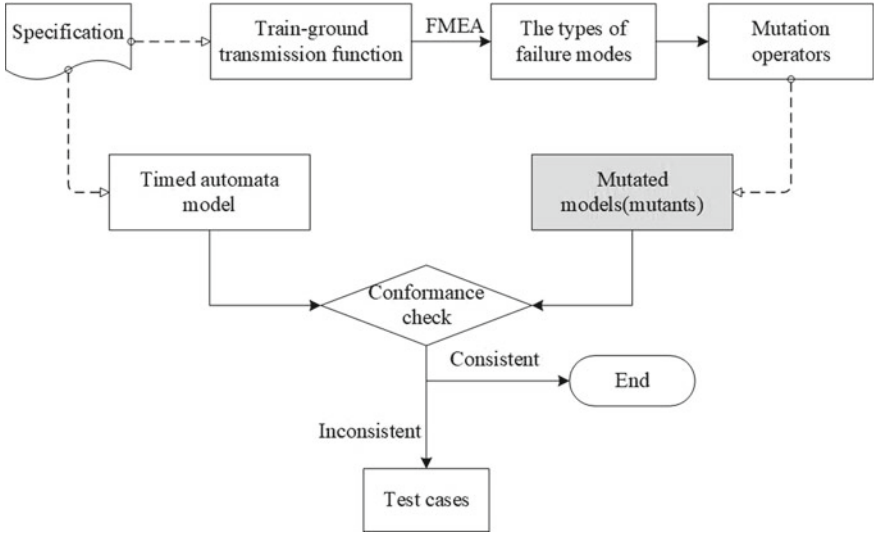 Specification
Train-ground
transmission function
FMEA
The types of
failure modes
Mutation
operators
Timed automata
model
Mutated
models(mutants)
Conformance
check
Consistent
End
Inconsistent
Test cases